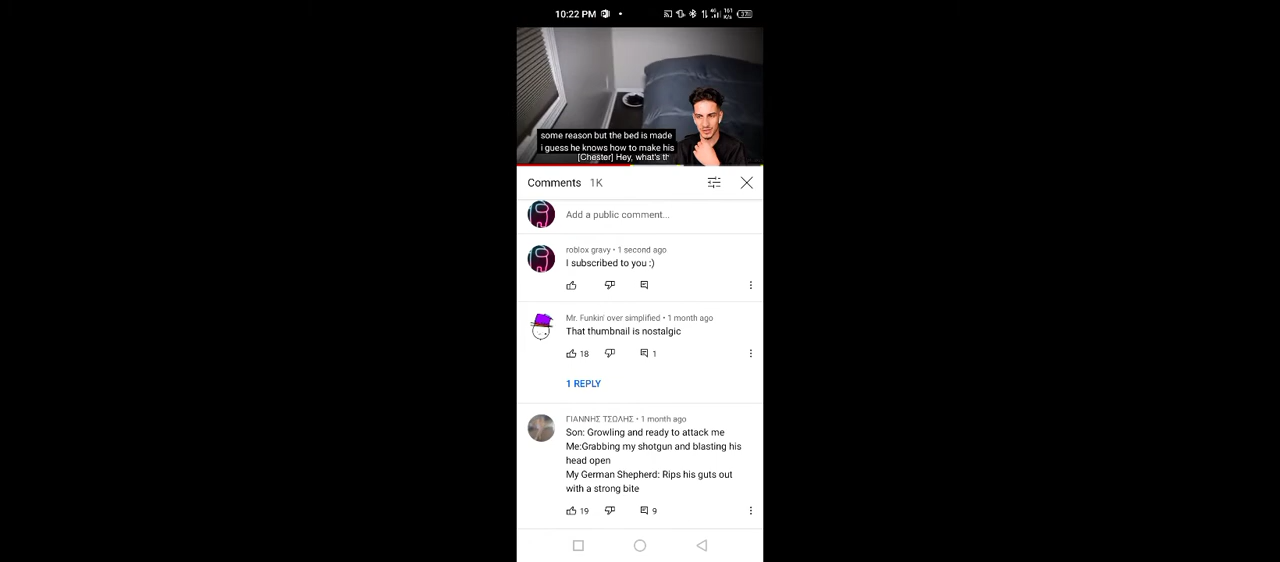 10:22 PM
4G
161
K/s
37
some reason but the bed is made
i guess he knows how to make his
[Chester] Hey, what's th
Comments 1K
Add a public comment...
roblox gravy • 1 second ago
I subscribed to you :)
Mr. Funkin' over simplified • 1 month ago
That thumbnail is nostalgic
18 1
1 REPLY
ΓΙΑΝΝΗΣ ΤΣΩΛΗΣ • 1 month ago
Son: Growling and ready to attack me
Me:Grabbing my shotgun and blasting his
head open
My German Shepherd: Rips his guts out
with a strong bite
19 9